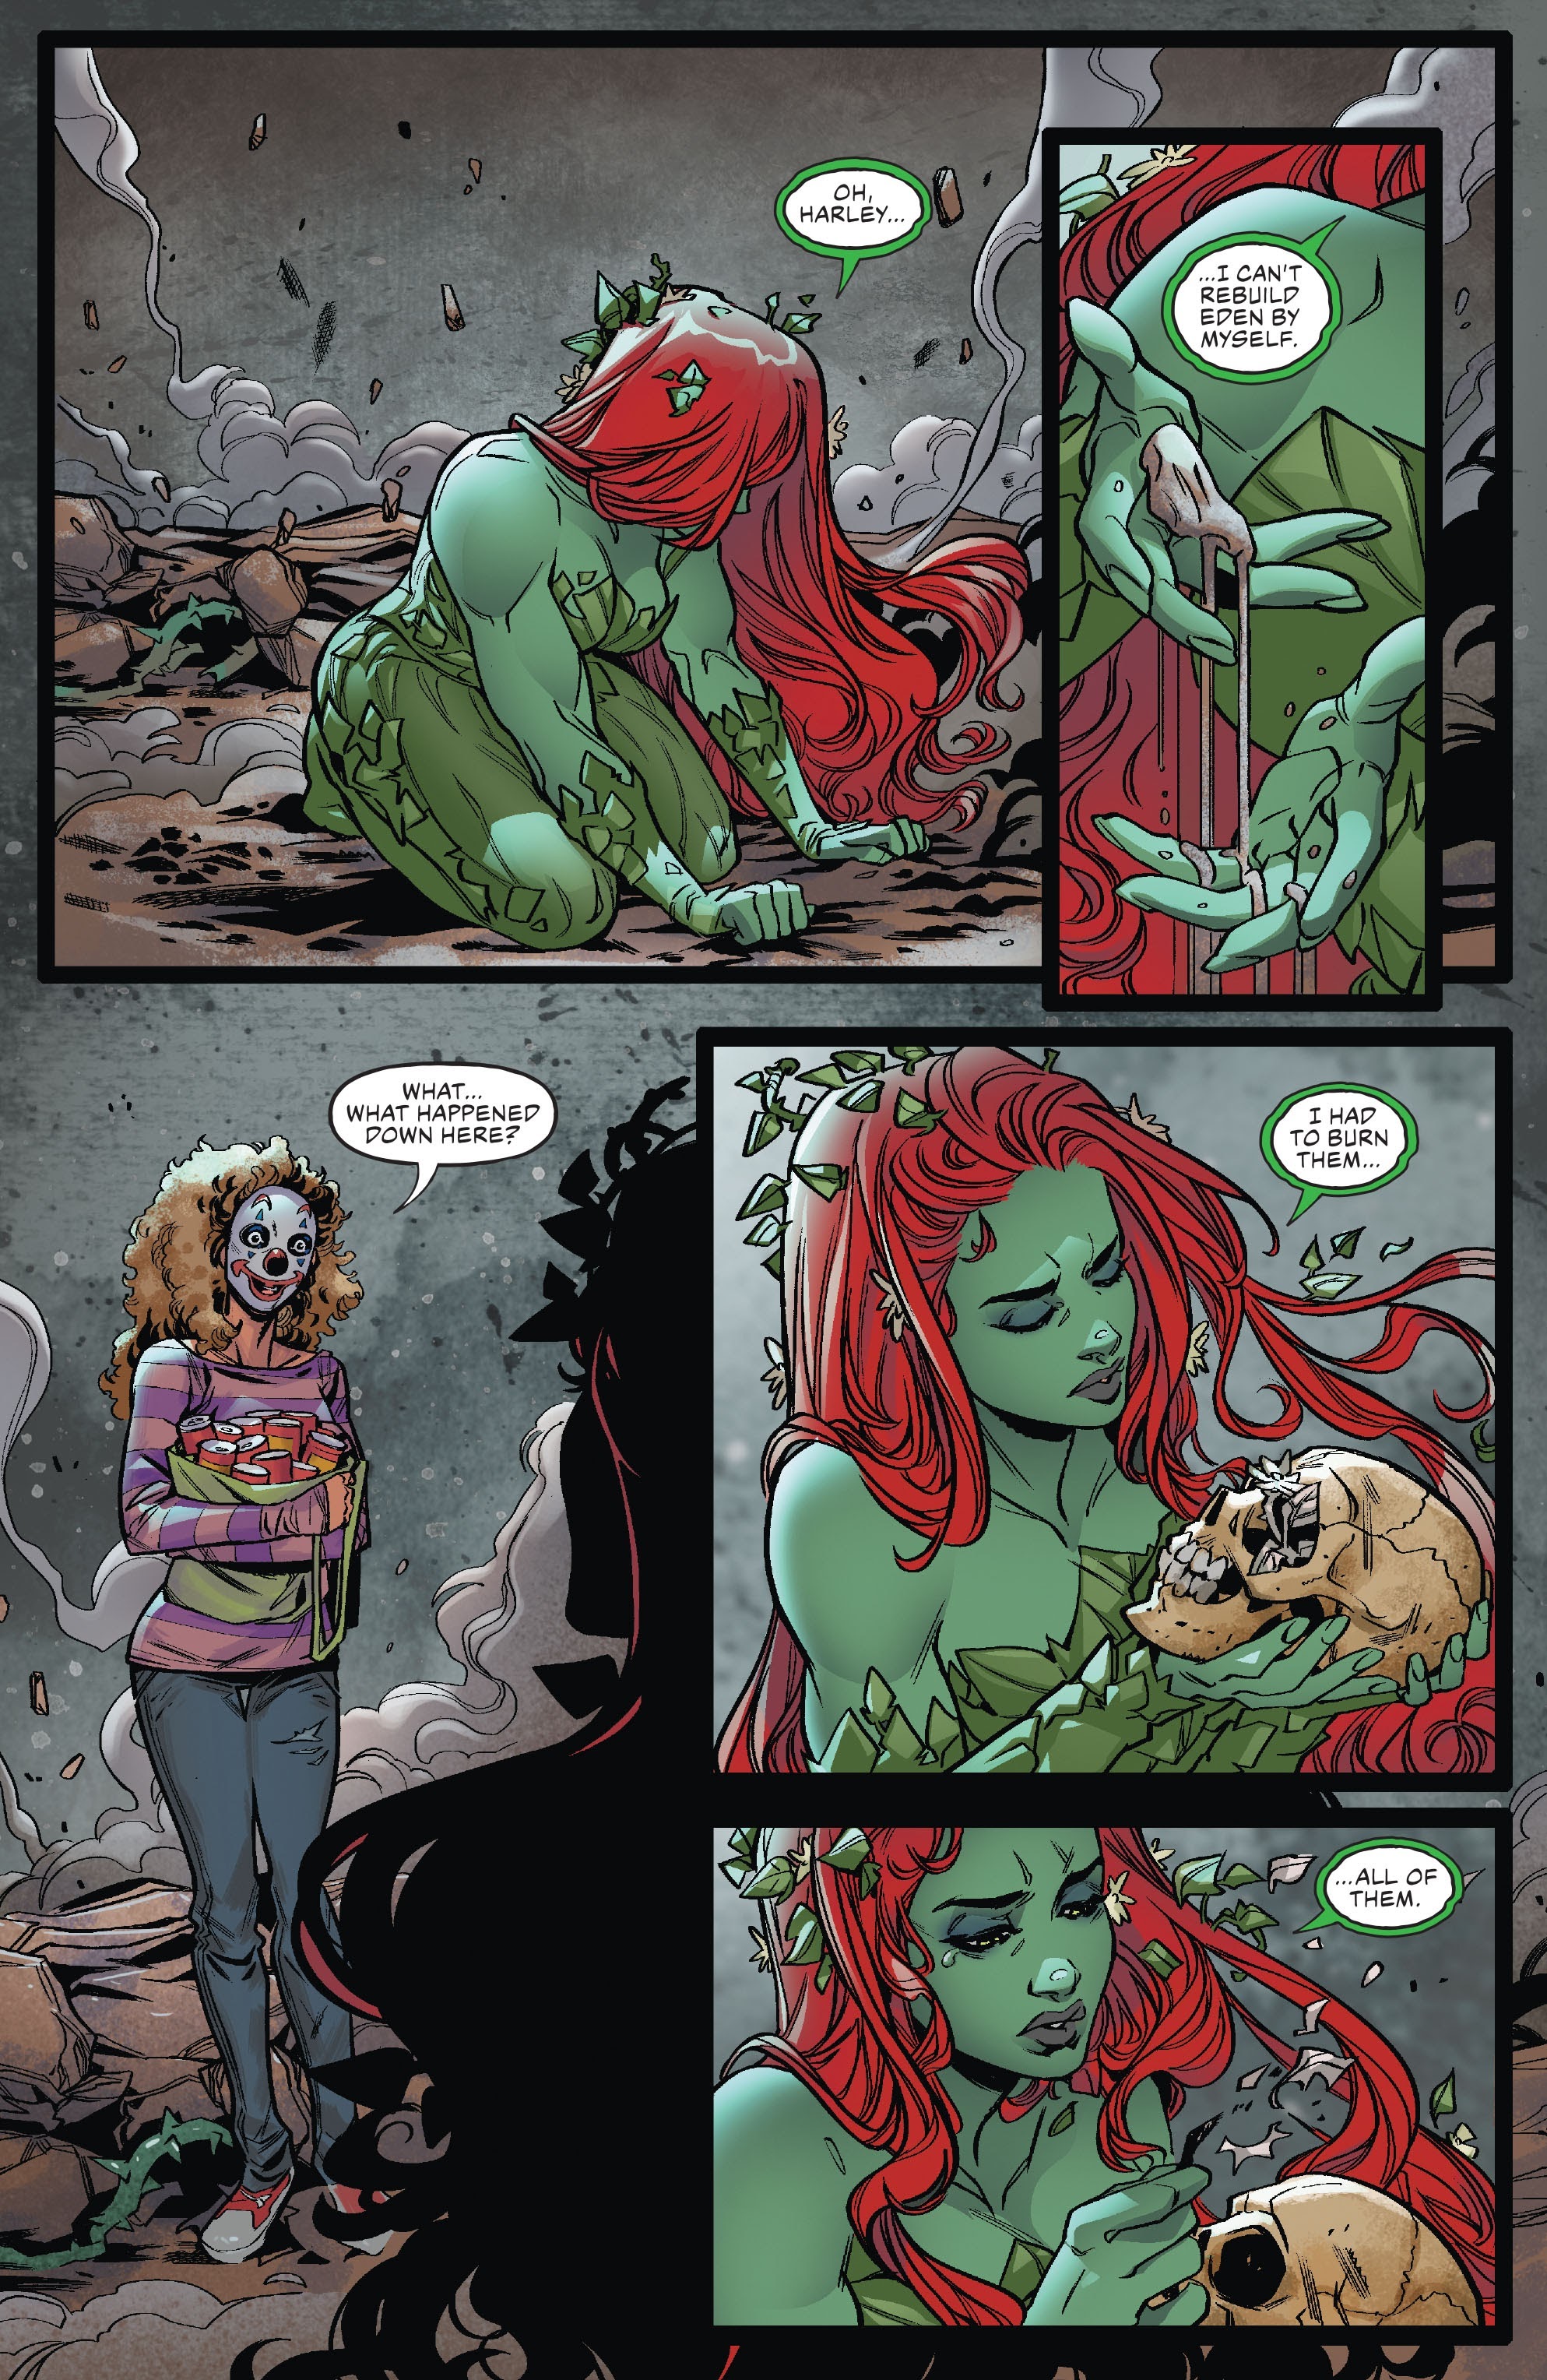 OH,
HARLEY...
...I CAN'T
REBUILD
EDEN BY
MYSELF.
WHAT...
WHAT HAPPENED
DOWN HERE?
I HAD
TO BURN
THEM...
...ALL OF
THEM.